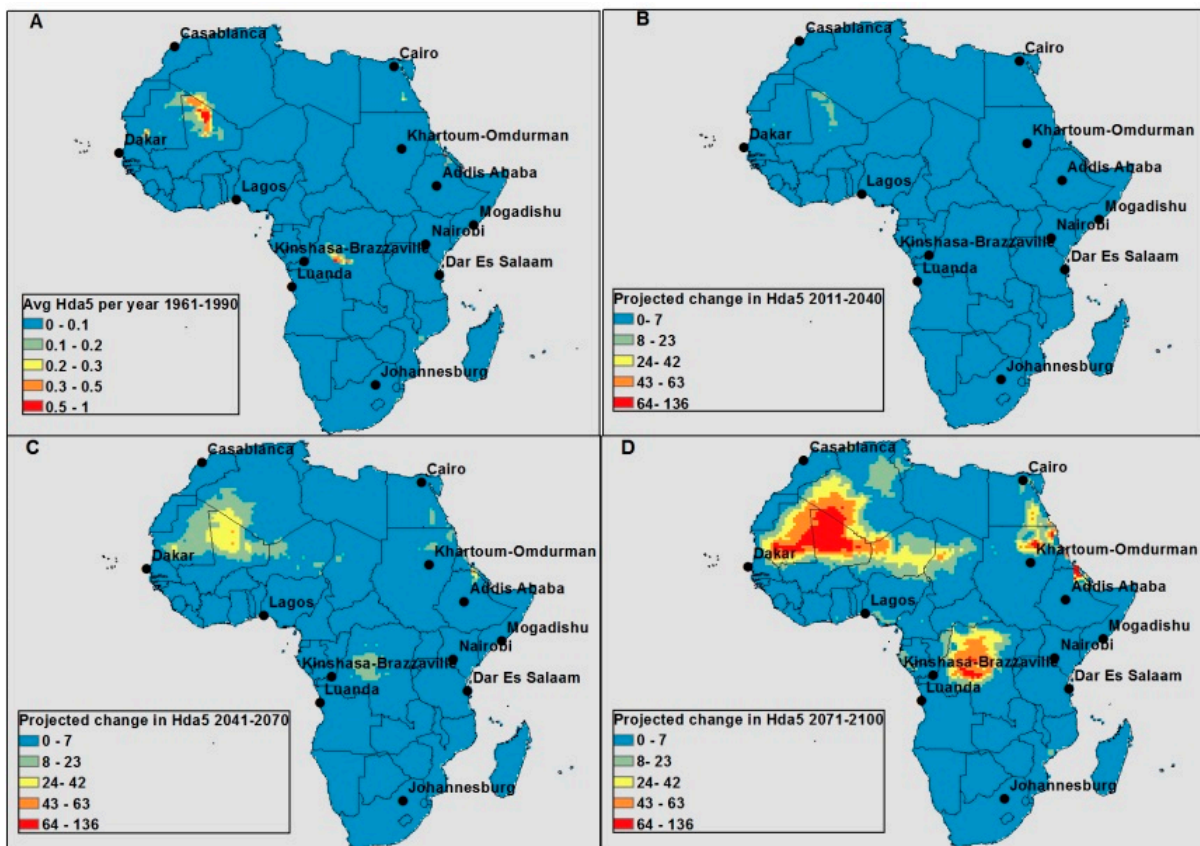 A
Casablanca
Cairo
Dakar
Khartoum-Omdurman
Addis Ababa
Lagos
Mogadishu
Nairobi
Kinshasa-Brazzaville
Dar Es Salaam
Luanda
Johannesburg
Avg Hda5 per year 1961-1990
0 - 0.1
0.1 - 0.2
0.2 - 0.3
0.3 - 0.5
0.5 - 1
B
Casablanca
Cairo
Dakar
Khartoum-Omdurman
Addis Ababa
Lagos
Mogadishu
Nairobi
Kinshasa-Brazzaville
Dar Es Salaam
Luanda
Johannesburg
Projected change in Hda5 2011-2040
0- 7
8 - 23
24- 42
43 - 63
64- 136
C
Casablanca
Cairo
Dakar
Khartoum-Omdurman
Addis Ababa
Lagos
Mogadishu
Nairobi
Kinshasa-Brazzaville
Dar Es Salaam
Luanda
Johannesburg
Projected change in Hda5 2041-2070
0 - 7
8 - 23
24- 42
43 - 63
64 - 136
D
Casablanca
Cairo
Dakar
Khartoum-Omdurman
Addis Ababa
Lagos
Mogadishu
Nairobi
Kinshasa-Brazzaville
Dar Es Salaam
Luanda
Johannesburg
Projected change in Hda5 2071-2100
0 - 7
8- 23
24 - 42
43 - 63
64 - 136